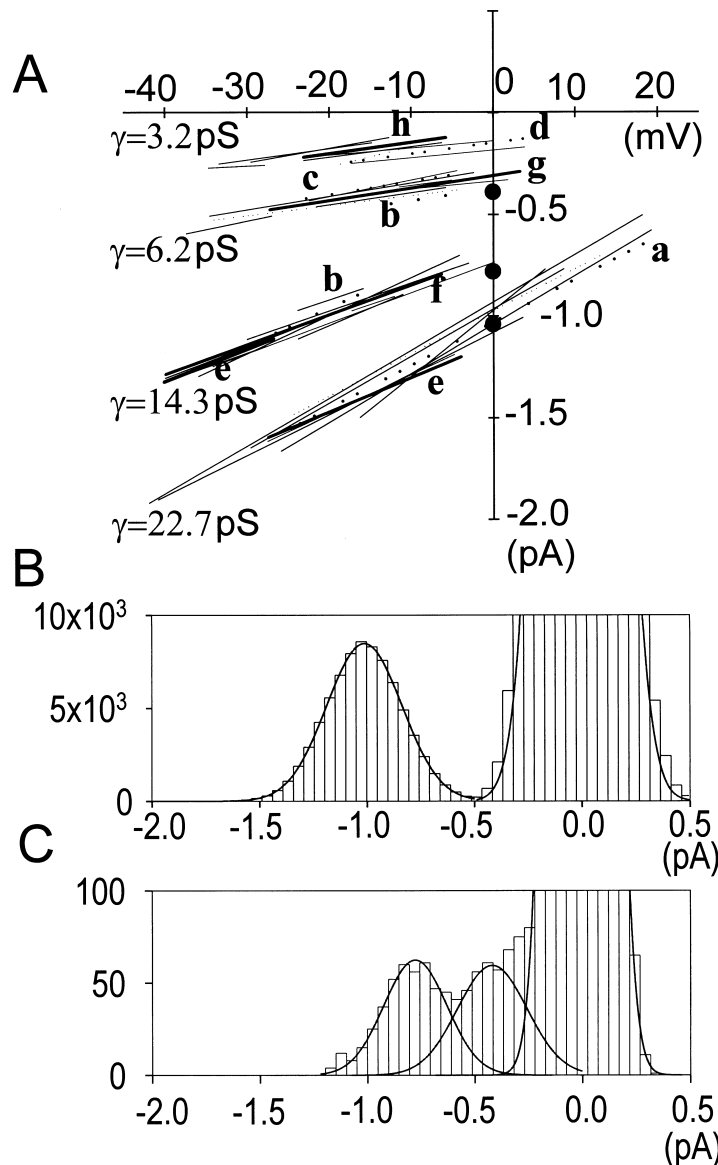 A
-40 -30 -20 -10 0 10 20
(mV)
γ=3.2pS
h
d
c
g
b
-0.5
γ=6.2pS
a
b
f
-1.0
e
e
γ=14.3pS
-1.5
γ=22.7pS
-2.0
(pA)
B
10x10³
5x10³
0
-2.0 -1.5 -1.0 -0.5 0.0 0.5
(pA)
C
100
50
0
-2.0 -1.5 -1.0 -0.5 0.0 0.5
(pA)